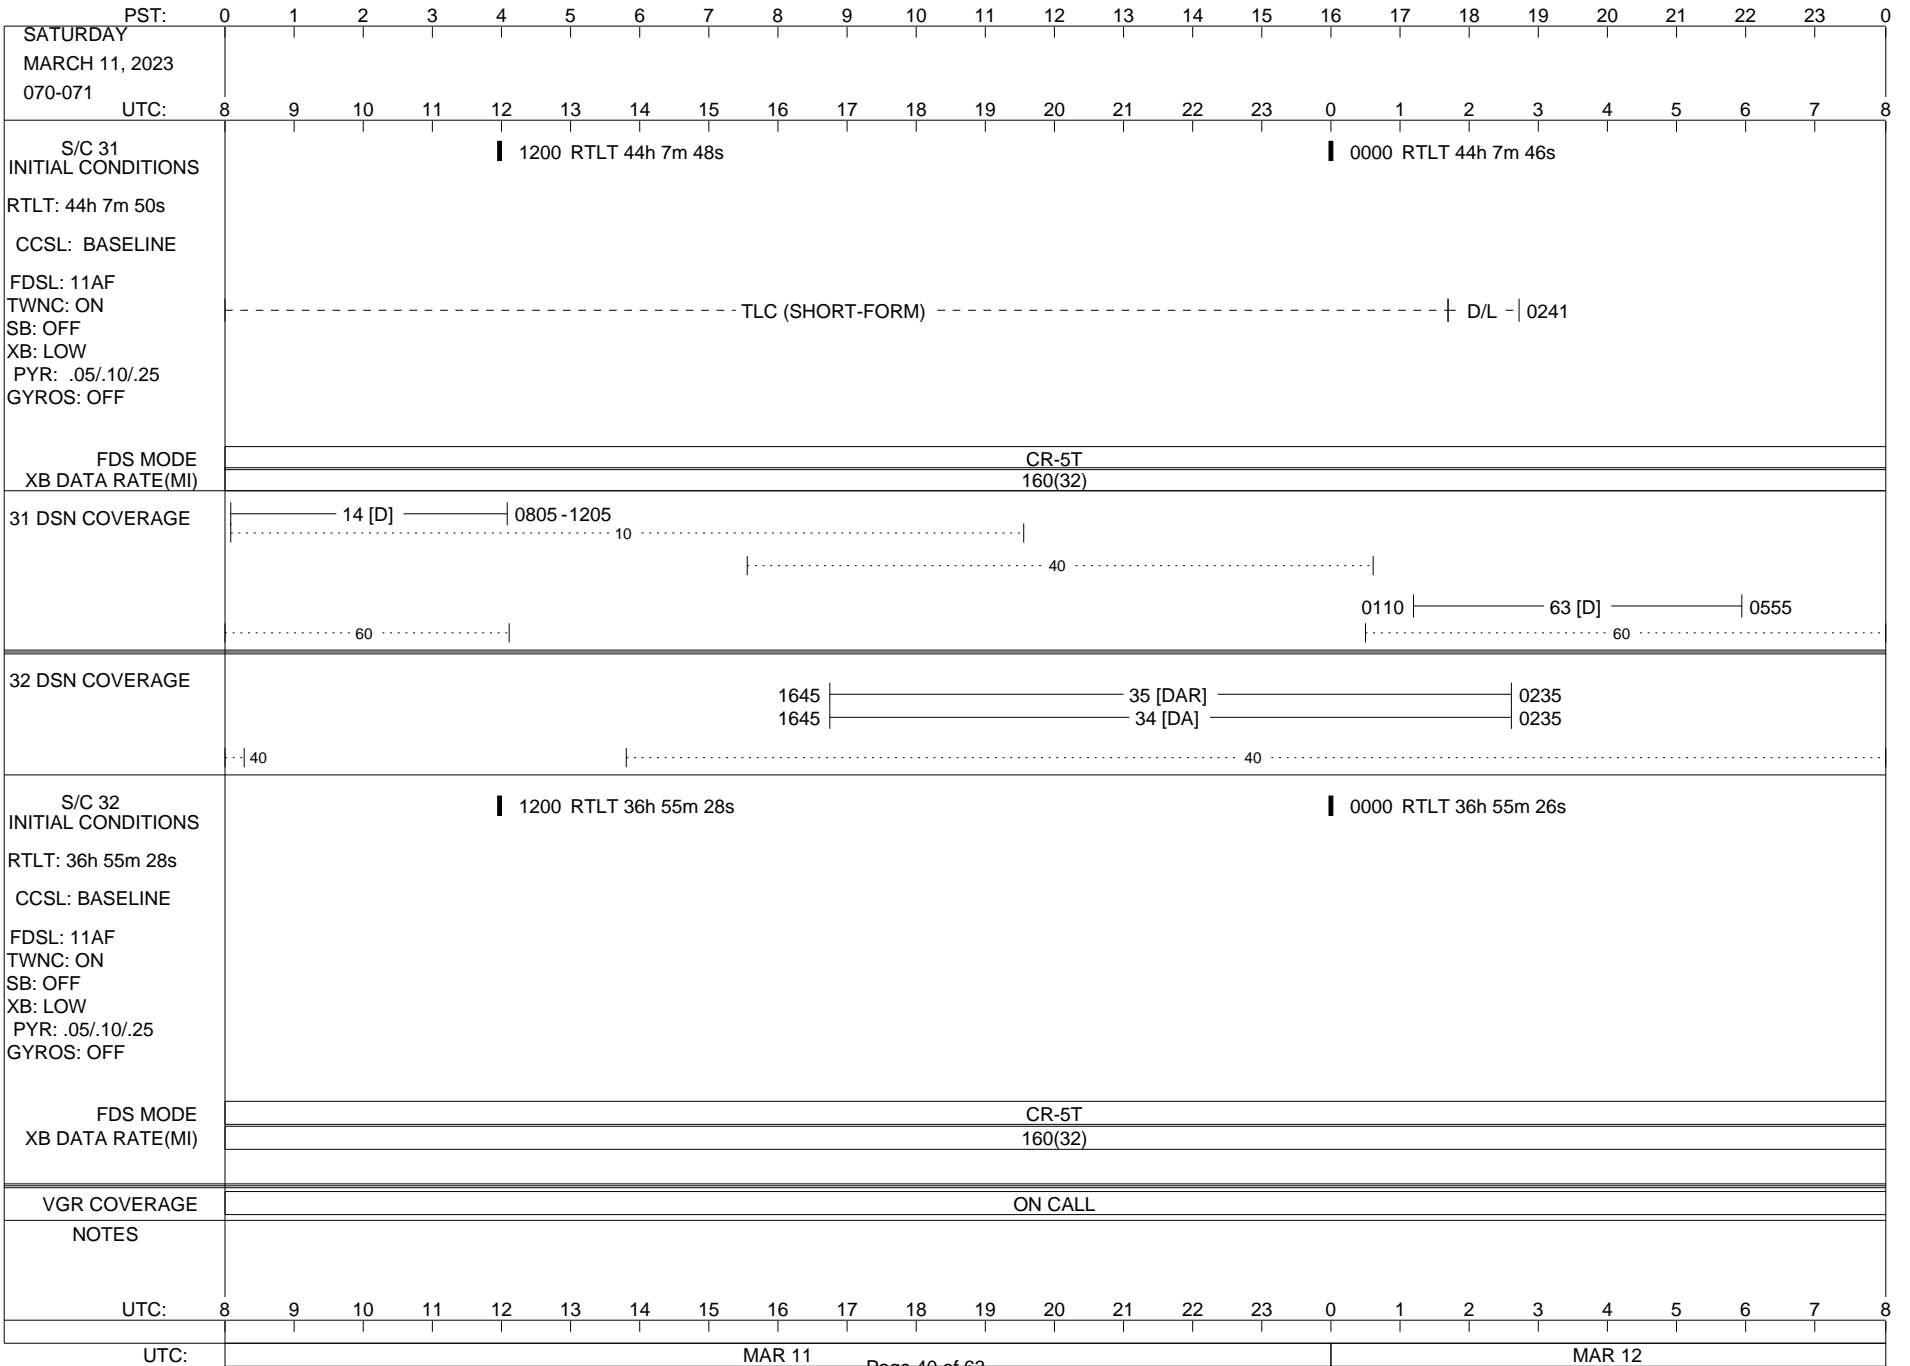 PST: 0 1 2 3 4 5 6 7 8 9 10 11 12 13 14 15 16 17 18 19 20 21 22 23 0
SATURDAY
MARCH 11, 2023
070-071
UTC: 8 9 10 11 12 13 14 15 16 17 18 19 20 21 22 23 0 1 2 3 4 5 6 7 8
S/C 31
INITIAL CONDITIONS
1200 RTLT 44h 7m 48s 0000 RTLT 44h 7m 46s
RTLT: 44h 7m 50s
CCSL: BASELINE
FDSL: 11AF
TWNC: ON
SB: OFF
XB: LOW
PYR: .05/.10/.25
GYROS: OFF
TLC (SHORT-FORM) D/L 0241
FDS MODE CR-5T
XB DATA RATE(MI) 160(32)
31 DSN COVERAGE 14 [D] 0805 -1205
10
40
0110 63 [D] 0555
60 60
32 DSN COVERAGE
1645 35 [DAR] 0235
1645 34 [DA] 0235
40 40
S/C 32
INITIAL CONDITIONS
1200 RTLT 36h 55m 28s 0000 RTLT 36h 55m 26s
RTLT: 36h 55m 28s
CCSL: BASELINE
FDSL: 11AF
TWNC: ON
SB: OFF
XB: LOW
PYR: .05/.10/.25
GYROS: OFF
FDS MODE CR-5T
XB DATA RATE(MI) 160(32)
VGR COVERAGE ON CALL
NOTES
UTC: 8 9 10 11 12 13 14 15 16 17 18 19 20 21 22 23 0 1 2 3 4 5 6 7 8
UTC: MAR 11 MAR 12
Page 40 of 63